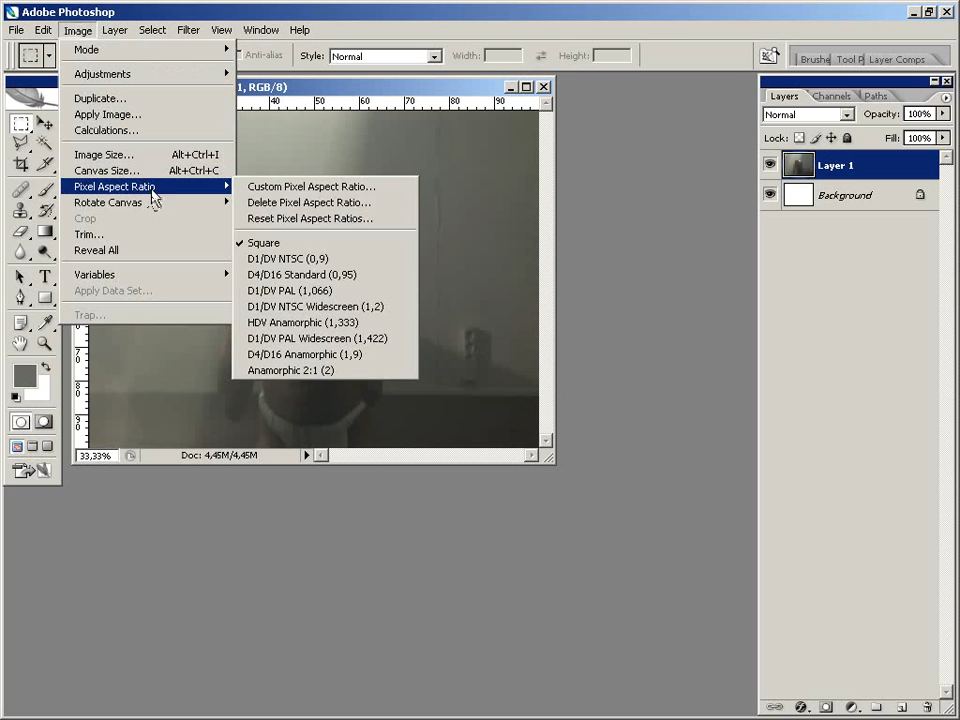 Adobe Photoshop
File Edit Image Layer Select Filter View Window Help
Anti-alias Style: Normal Width: Height: Brushe Tool P Layer Comps
Mode
Adjustments
Duplicate...
Apply Image...
Calculations...
Image Size... Alt+Ctrl+I
Canvas Size... Alt+Ctrl+C
Pixel Aspect Ratio
Rotate Canvas
Crop
Trim...
Reveal All
Variables
Apply Data Set...
Trap...
Custom Pixel Aspect Ratio...
Delete Pixel Aspect Ratio...
Reset Pixel Aspect Ratios...
Square
D1/DV NTSC (0,9)
D4/D16 Standard (0,95)
D1/DV PAL (1,066)
D1/DV NTSC Widescreen (1,2)
HDV Anamorphic (1,333)
D1/DV PAL Widescreen (1,422)
D4/D16 Anamorphic (1,9)
Anamorphic 2:1 (2)
1, RGB/8)
40 50 60 70 80 90
70
80
90
33,33% Doc: 4,45M/4,45M
Layers Channels Paths
Normal Opacity: 100%
Lock: Fill: 100%
Layer 1
Background